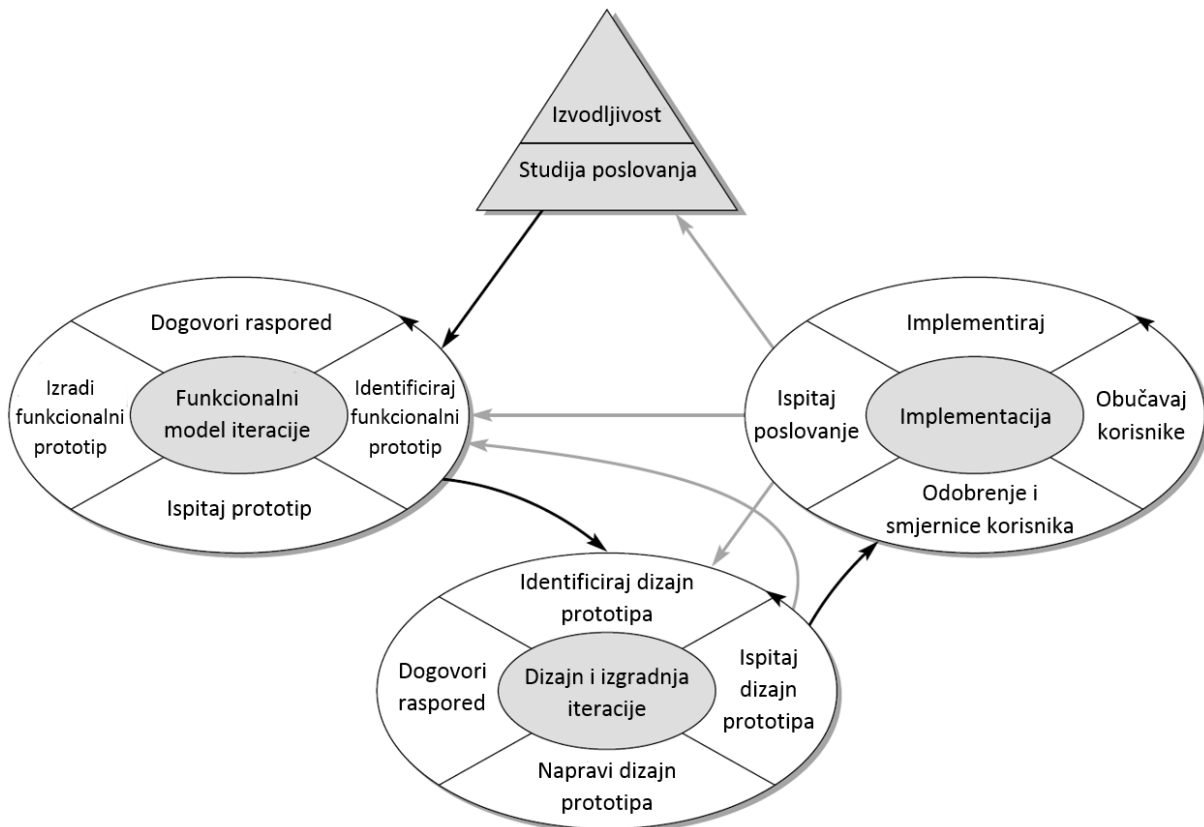 Izvodljivost
Studija poslovanja
Dogovori raspored
Izradi
funkcionalni
prototip
Funkcionalni
model iteracije
Identificiraj
funkcionalni
prototip
Ispitaj prototip
Implementiraj
Ispitaj
poslovanje
Implementacija
Obučavaj
korisnike
Odobrenje i
smjernice korisnika
Identificiraj dizajn
prototipa
Dogovori
raspored
Dizajn i izgradnja
iteracije
Ispitaj
dizajn
prototipa
Napravi dizajn
prototipa